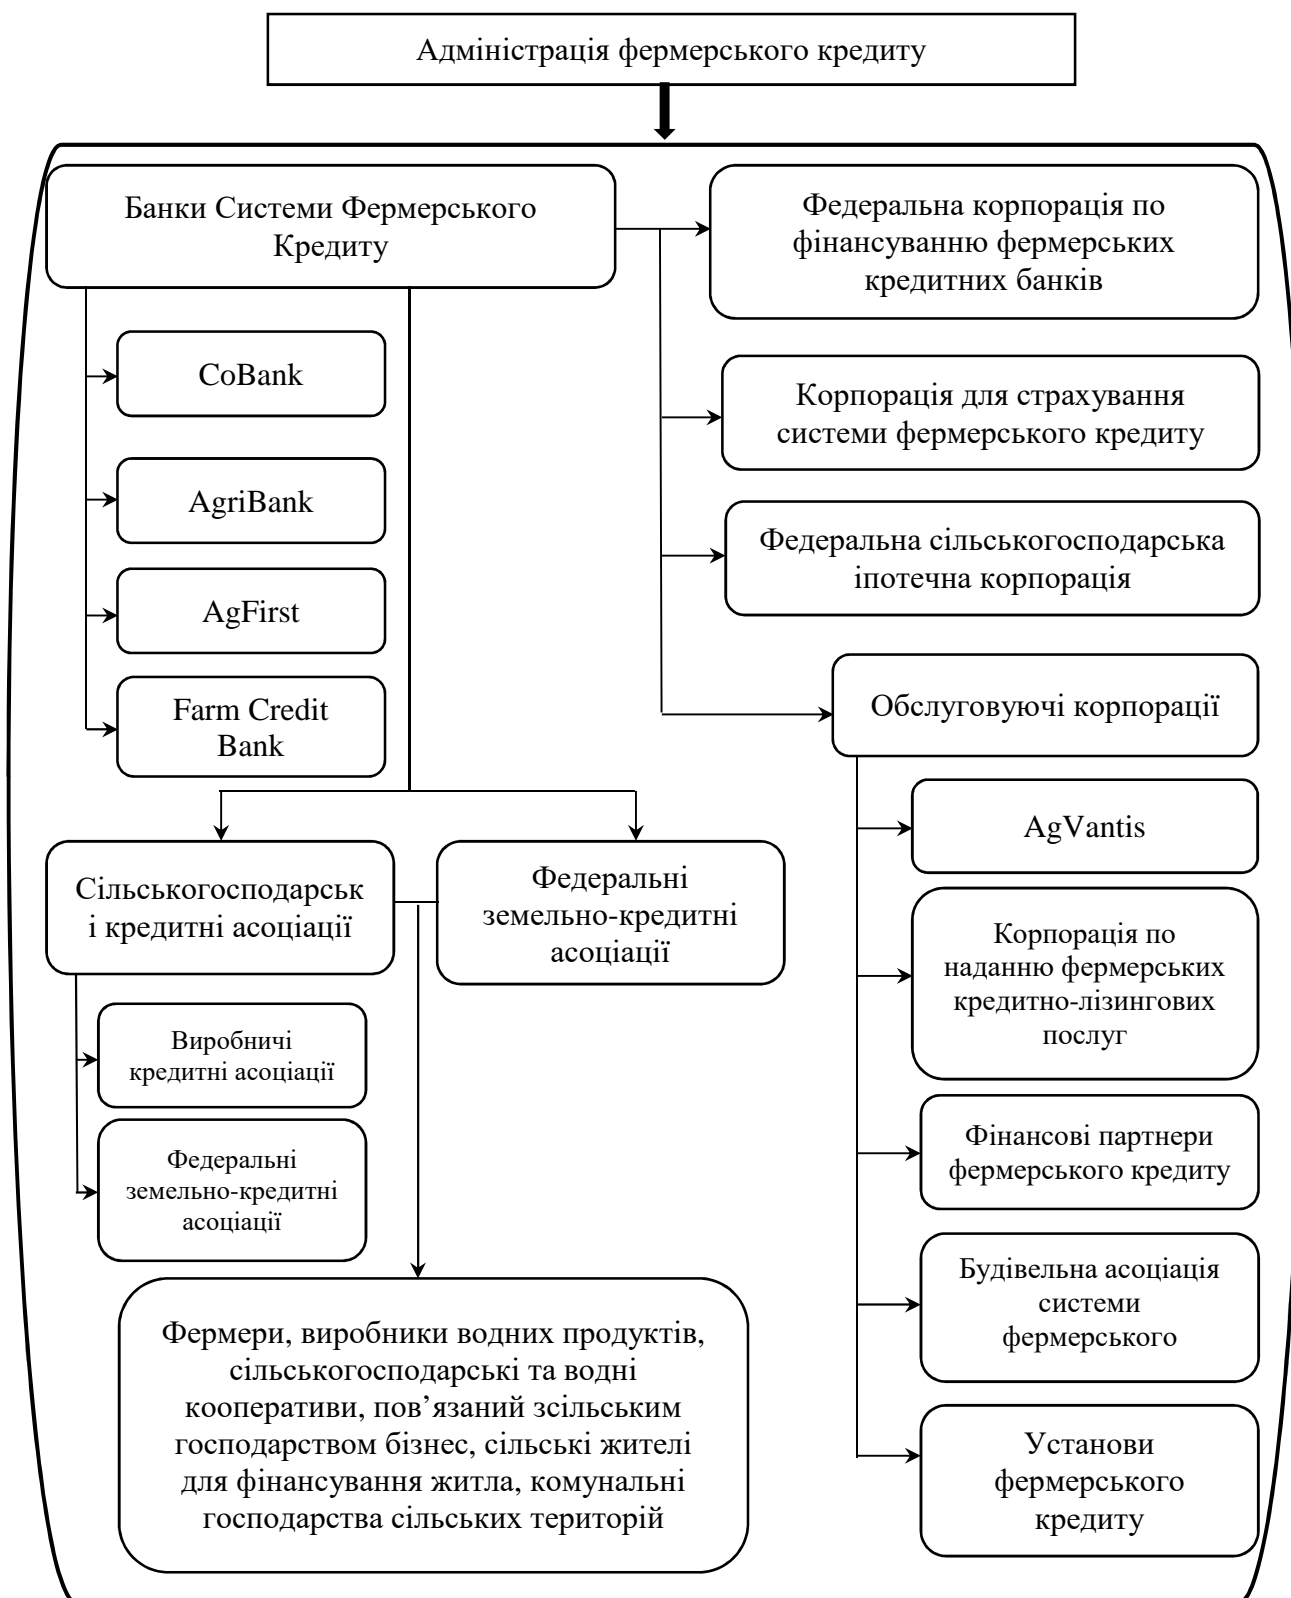 Адміністрація фермерського кредиту
Банки Системи Фермерського
Кредиту
CoBank
AgriBank
AgFirst
Farm Credit
Bank
Федеральна корпорація по
фінансуванню фермерських
кредитних банків
Корпорація для страхування
системи фермерського кредиту
Федеральна сільськогосподарська
іпотечна корпорація
Обслуговуючі корпорації
AgVantis
Корпорація по
наданню фермерських
кредитно-лізингових
послуг
Фінансові партнери
фермерського кредиту
Будівельна асоціація
системи
фермерського
Установи
фермерського
кредиту
Сільськогосподарськ
і кредитні асоціації
Федеральні
земельно-кредитні
асоціації
Виробничі
кредитні асоціації
Федеральні
земельно-кредитні
асоціації
Фермери, виробники водних продуктів,
сільськогосподарські та водні
кооперативи, пов’язаний зсільським
господарством бізнес, сільські жителі
для фінансування житла, комунальні
господарства сільських територій